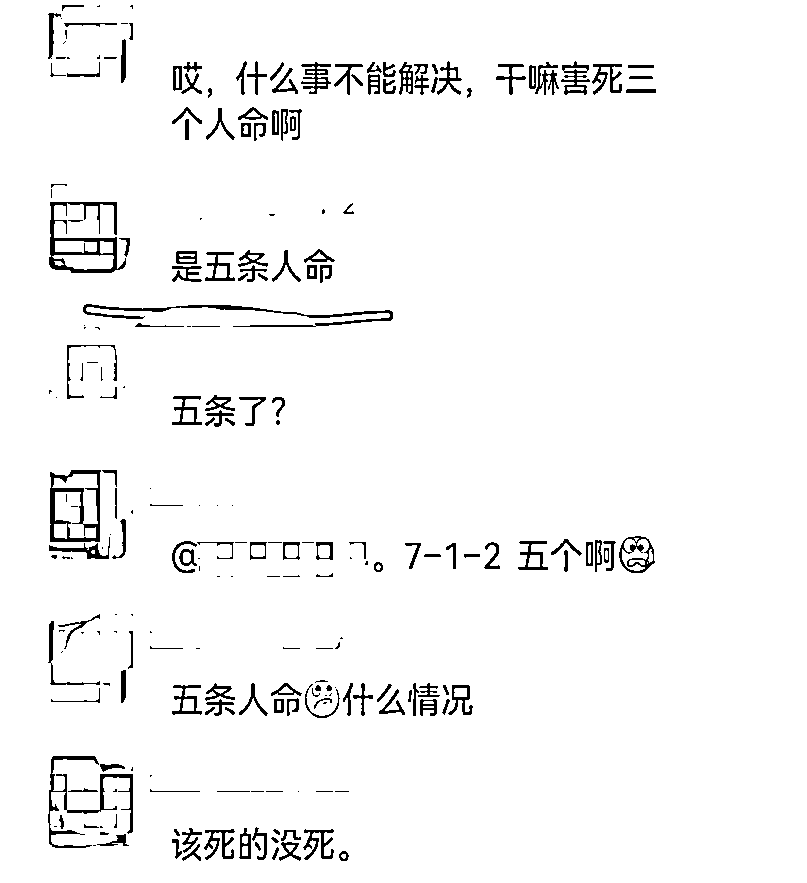 哎，什么事不能解决，干嘛害死三
个人命啊
是五条人命
五条了？
@。7-1-2 五个啊😨
五条人命🤔什么情况
该死的没死。